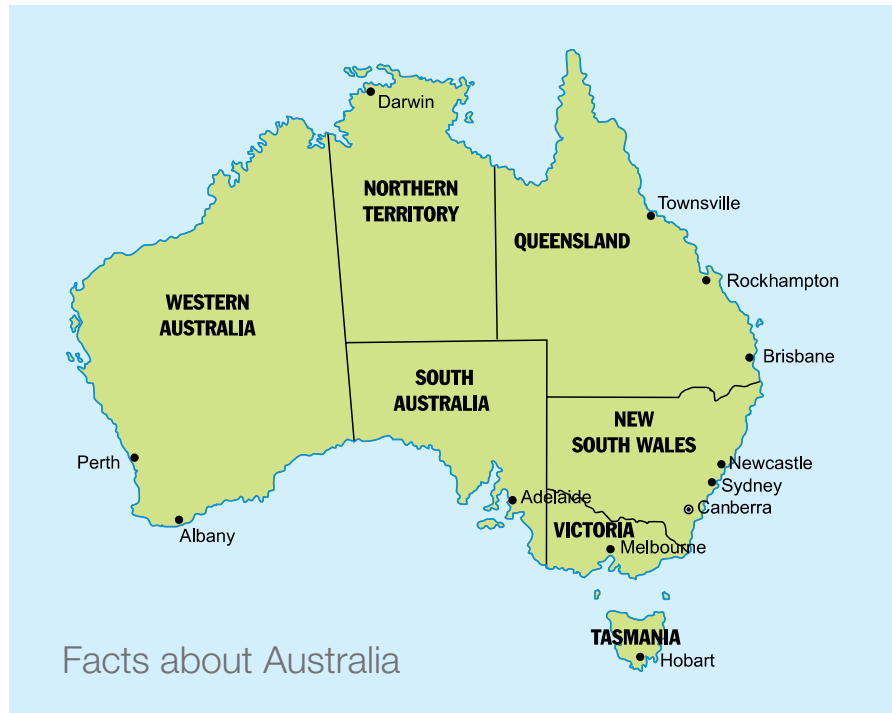 Darwin
NORTHERN
TERRITORY
Townsville
QUEENSLAND
Rockhampton
WESTERN
AUSTRALIA
Brisbane
SOUTH
AUSTRALIA
NEW
SOUTH WALES
Perth
Newcastle
Sydney
Adelaide
Canberra
Albany
VICTORIA
Melbourne
TASMANIA
Hobart
Facts about Australia